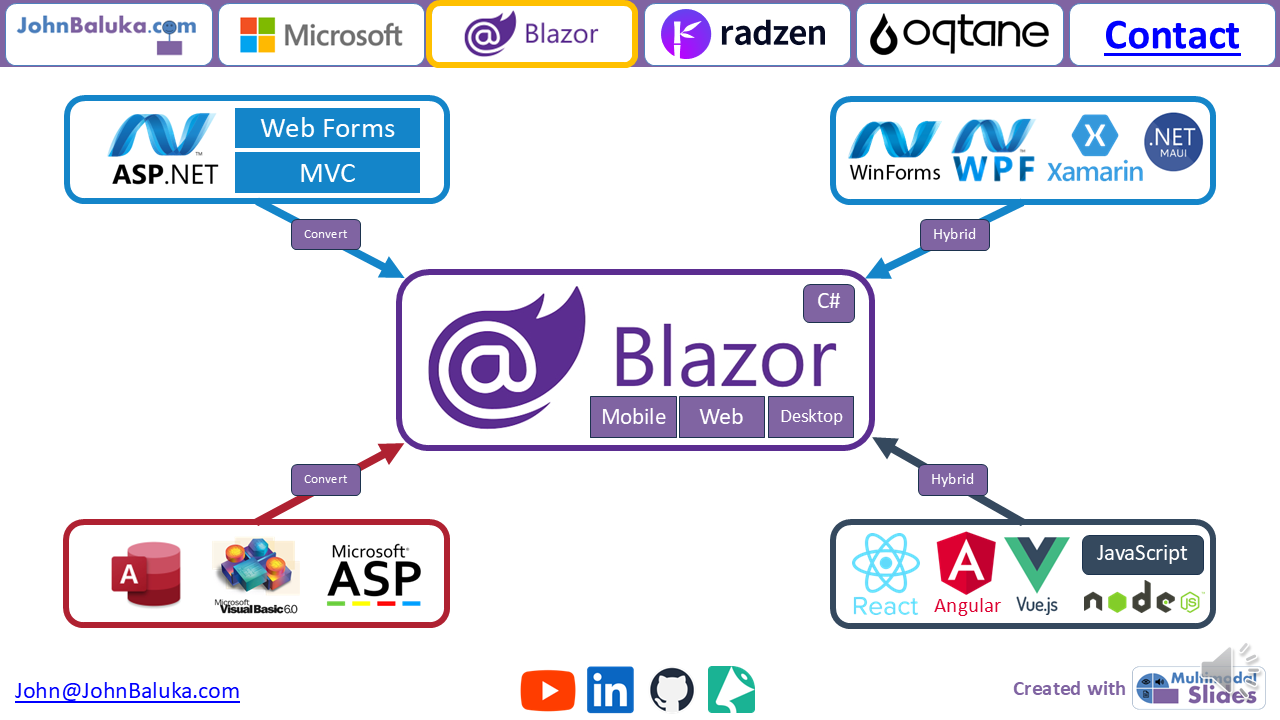 JohnBaluka.com
Microsoft
@ Blazor
radzen
oqtane
Contact
ASP.NET
Web Forms
MVC
WinForms
WPF
Xamarin
.NET
MAUI
Convert
Hybrid
C#
@ Blazor
Mobile
Web
Desktop
Convert
Hybrid
A
Microsoft
Visual Basic 6.0
Microsoft
ASP
React
A
Angular
Vue.js
JavaScript
node
JS
John@JohnBaluka.com
in
Created with
Multimodal
Slides